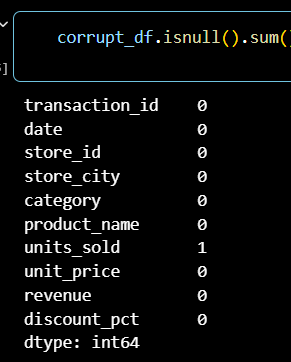 corrupt_df.isnull().sum(
]
transaction_id 0
date 0
store_id 0
store_city 0
category 0
product_name 0
units_sold 1
unit_price 0
revenue 0
discount_pct 0
dtype: int64